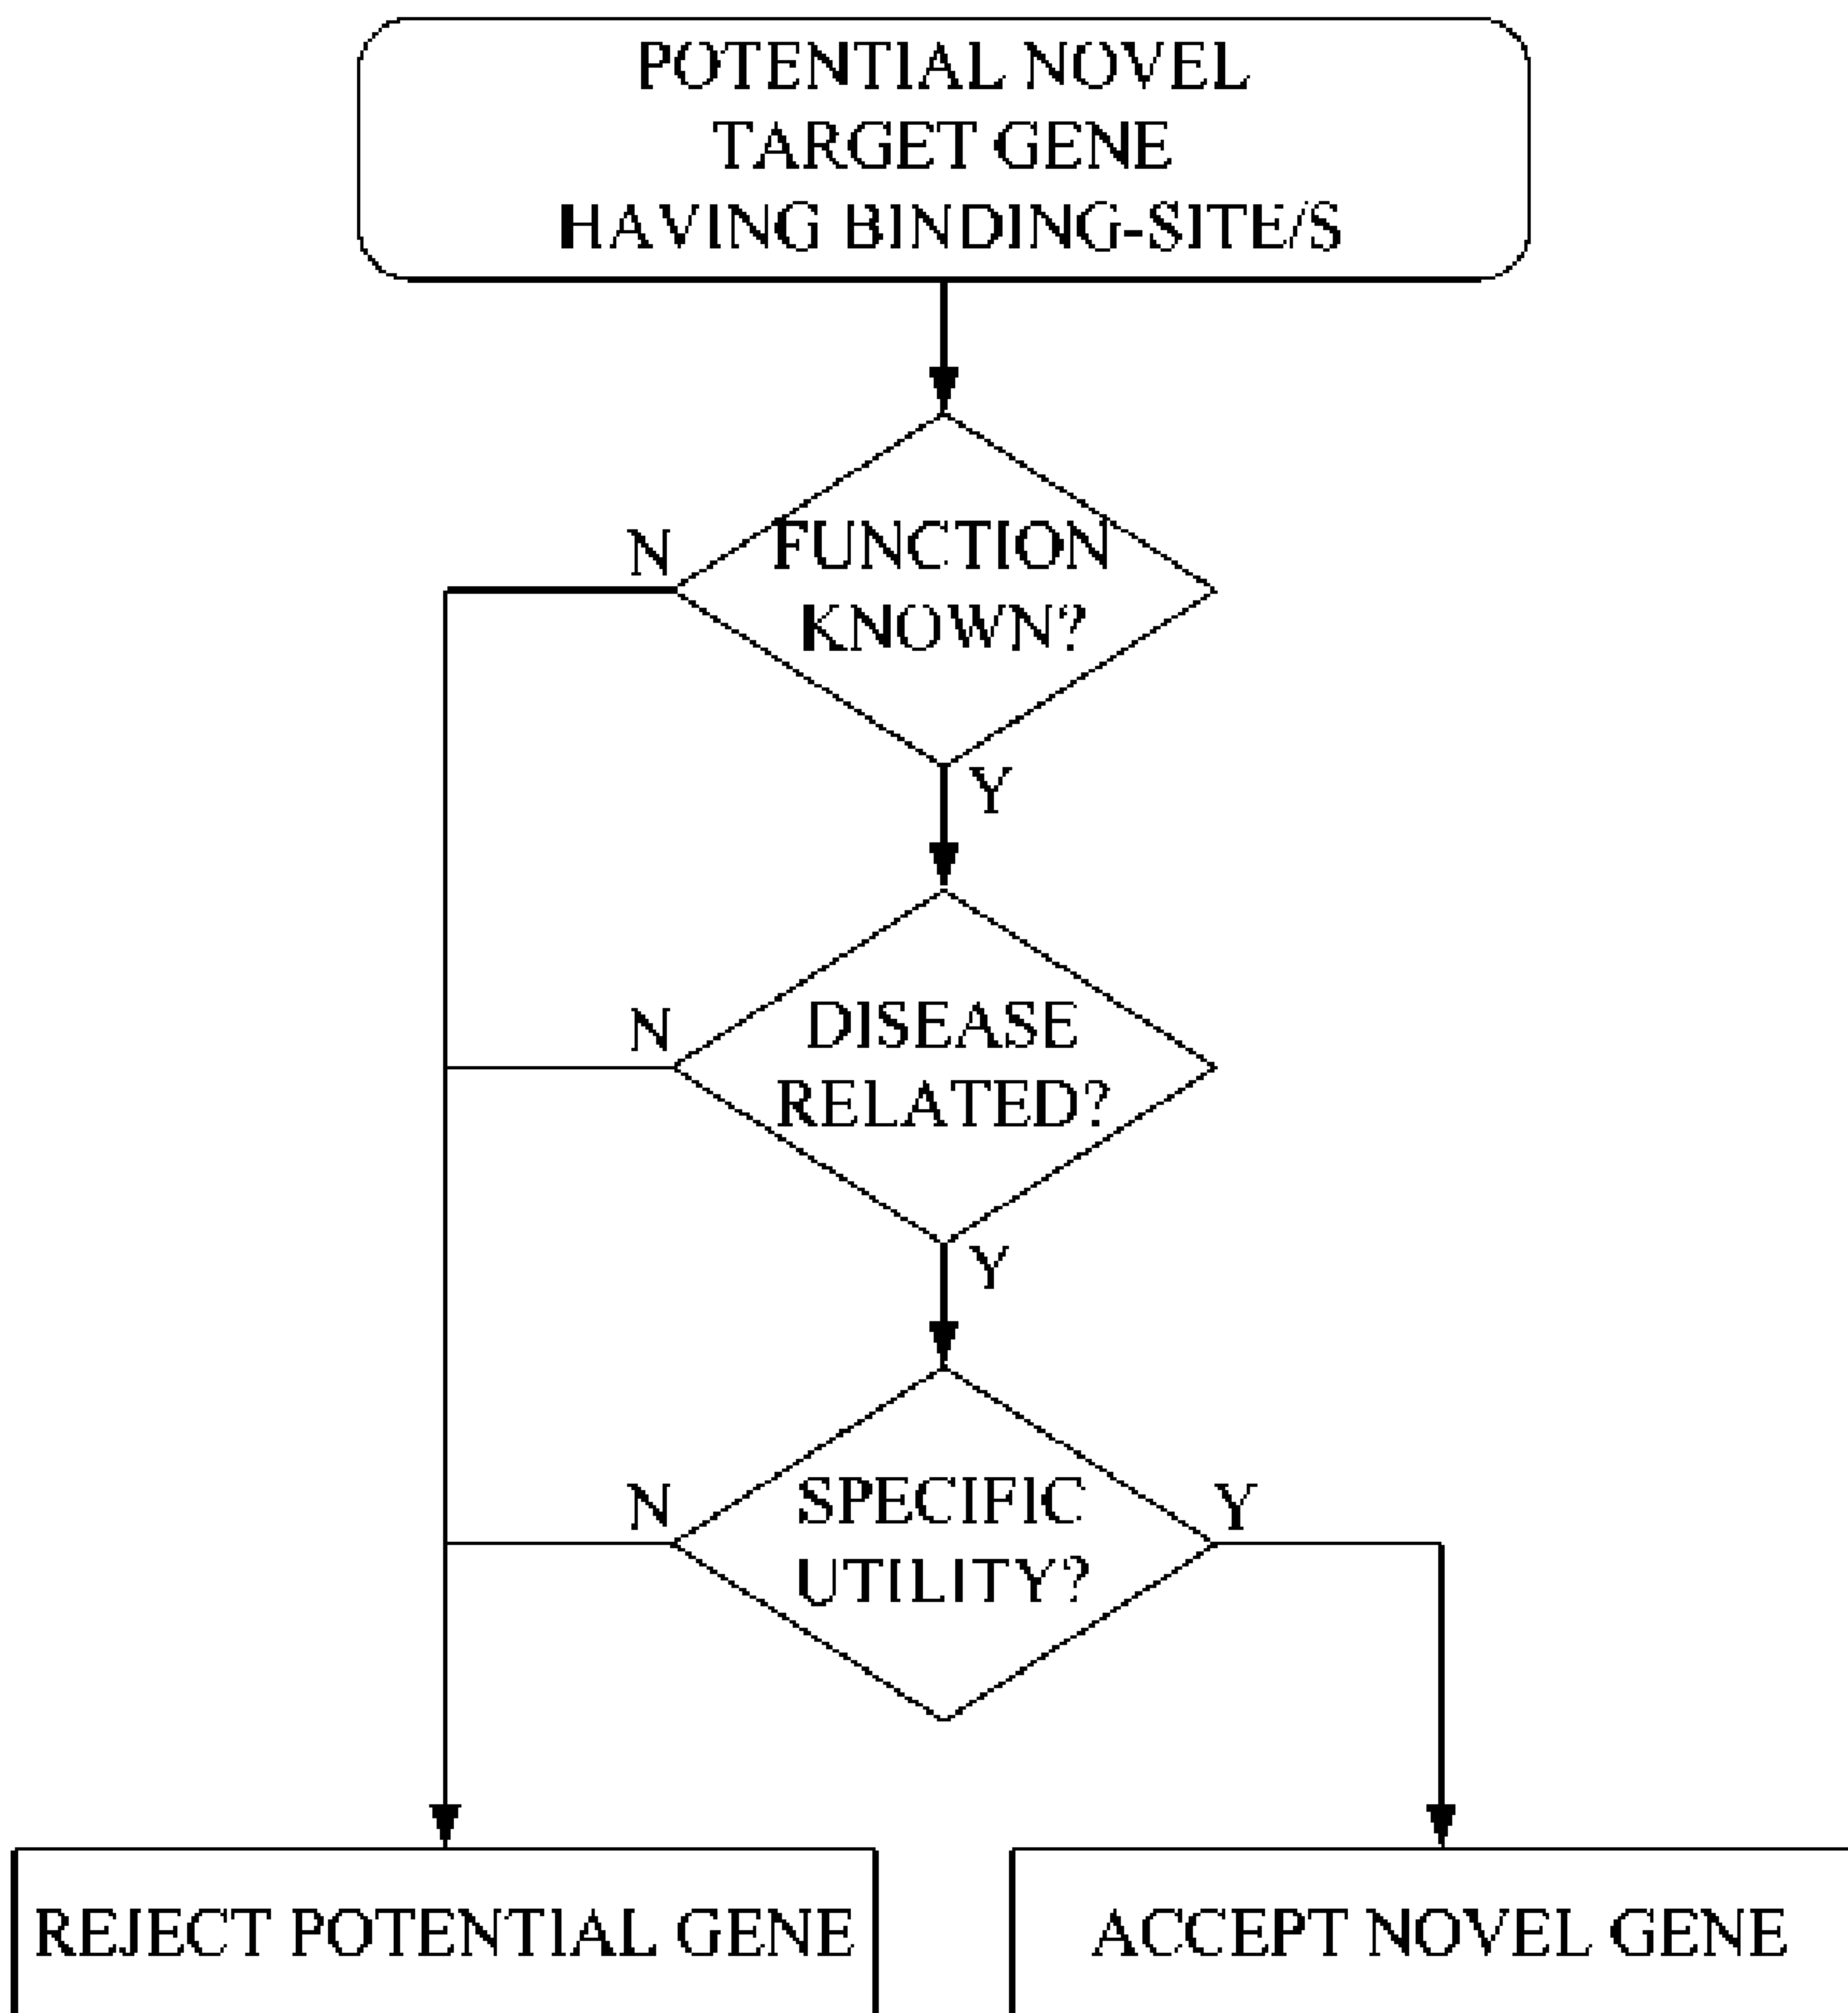 POTENTIAL NOVEL
TARGET GENE
HAVING BINDING-SITE/S
N
FUNCTION
KNOWN?
Y
N
DISEASE
RELATED?
Y
N
SPECIFIC
UTILITY?
Y
REJECT POTENTIAL GENE
ACCEPT NOVEL GENE